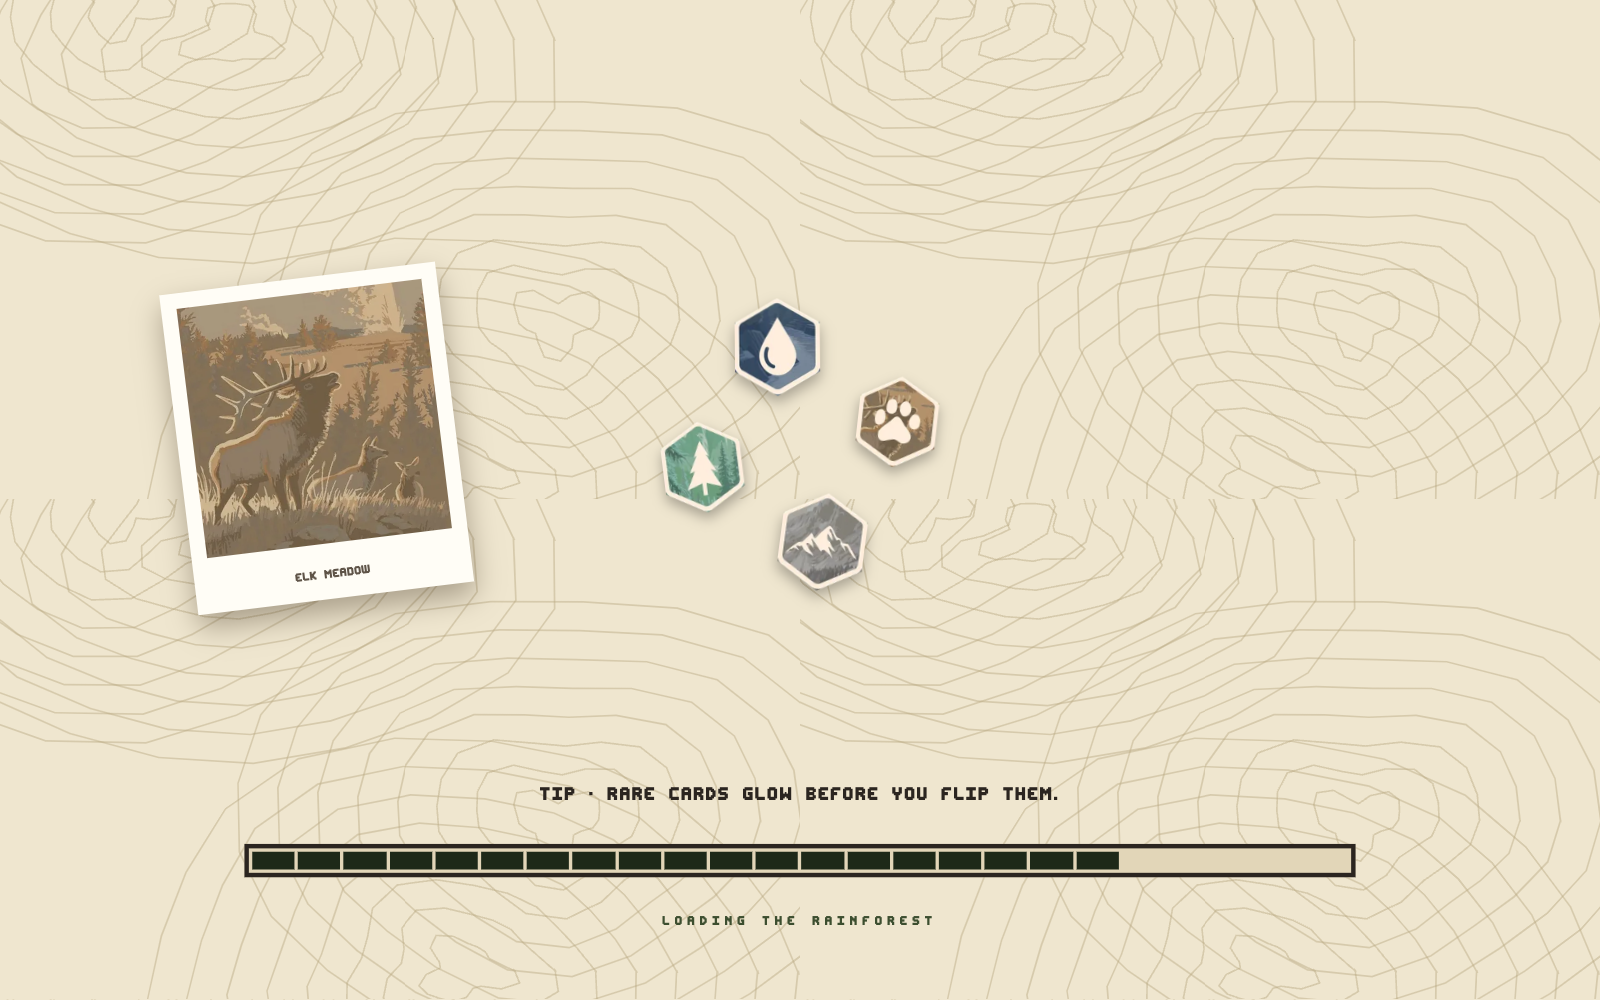 ELK MEADOW
TIP · RARE CARDS GLOW BEFORE YOU FLIP THEM.
LOADING THE RAINFOREST